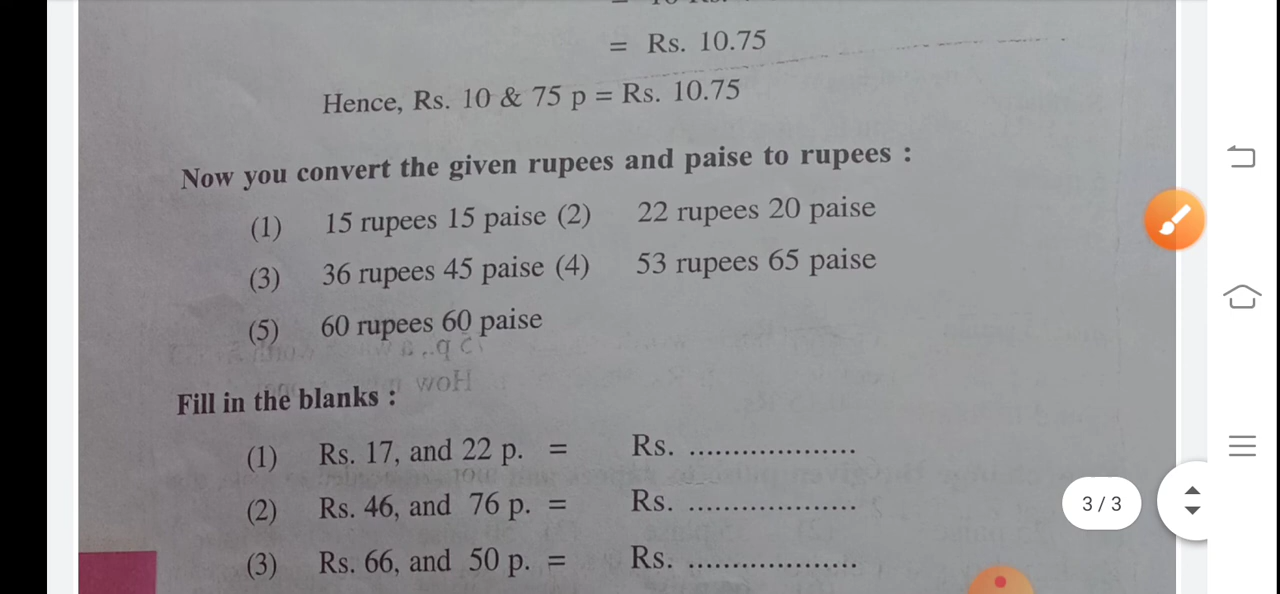 = Rs. 10.75
Hence, Rs. 10 & 75 p = Rs. 10.75
Now you convert the given rupees and paise to rupees :
(1) 15 rupees 15 paise (2) 22 rupees 20 paise
(3) 36 rupees 45 paise (4) 53 rupees 65 paise
(5) 60 rupees 60 paise
Fill in the blanks :
(1) Rs. 17, and 22 p. = Rs. ...................
(2) Rs. 46, and 76 p. = Rs. ...................
(3) Rs. 66, and 50 p. = Rs. ...................
3 / 3